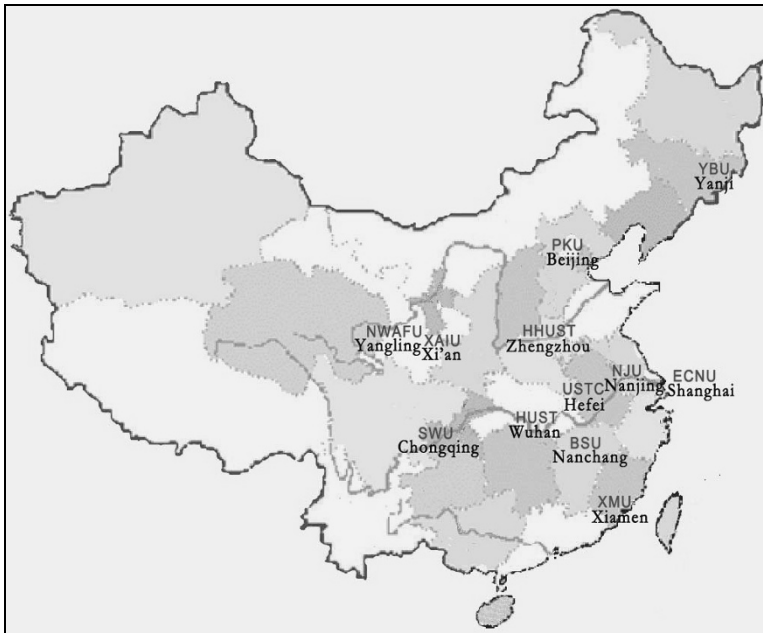 YBU
Yanji
PKU
Beijing
NWAFU
Yangling
XAIU
Xi'an
HHUST
Zhengzhou
NJU
Nanjing
ECNU
Shanghai
USTC
Hefei
HUST
Wuhan
SWU
Chongqing
BSU
Nanchang
XMU
Xiamen